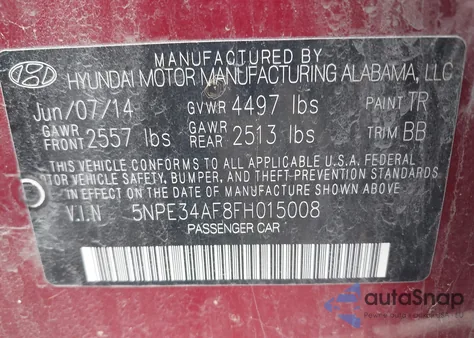 MANUFACTURED BY
HYUNDAI MOTOR MANUFACTURING ALABAMA, LLC
Jun/07/14 GVWR 4497 lbs PAINT TR
GAWR FRONT 2557 lbs GAWR REAR 2513 lbs TRIM BB
THIS VEHICLE CONFORMS TO ALL APPLICABLE U.S.A. FEDERAL
MOTOR VEHICLE SAFETY, BUMPER, AND THEFT-PREVENTION STANDARDS
IN EFFECT ON THE DATE OF MANUFACTURE SHOWN ABOVE.
V.I.N 5NPE34AF8FH015008
PASSENGER CAR
autoSnap